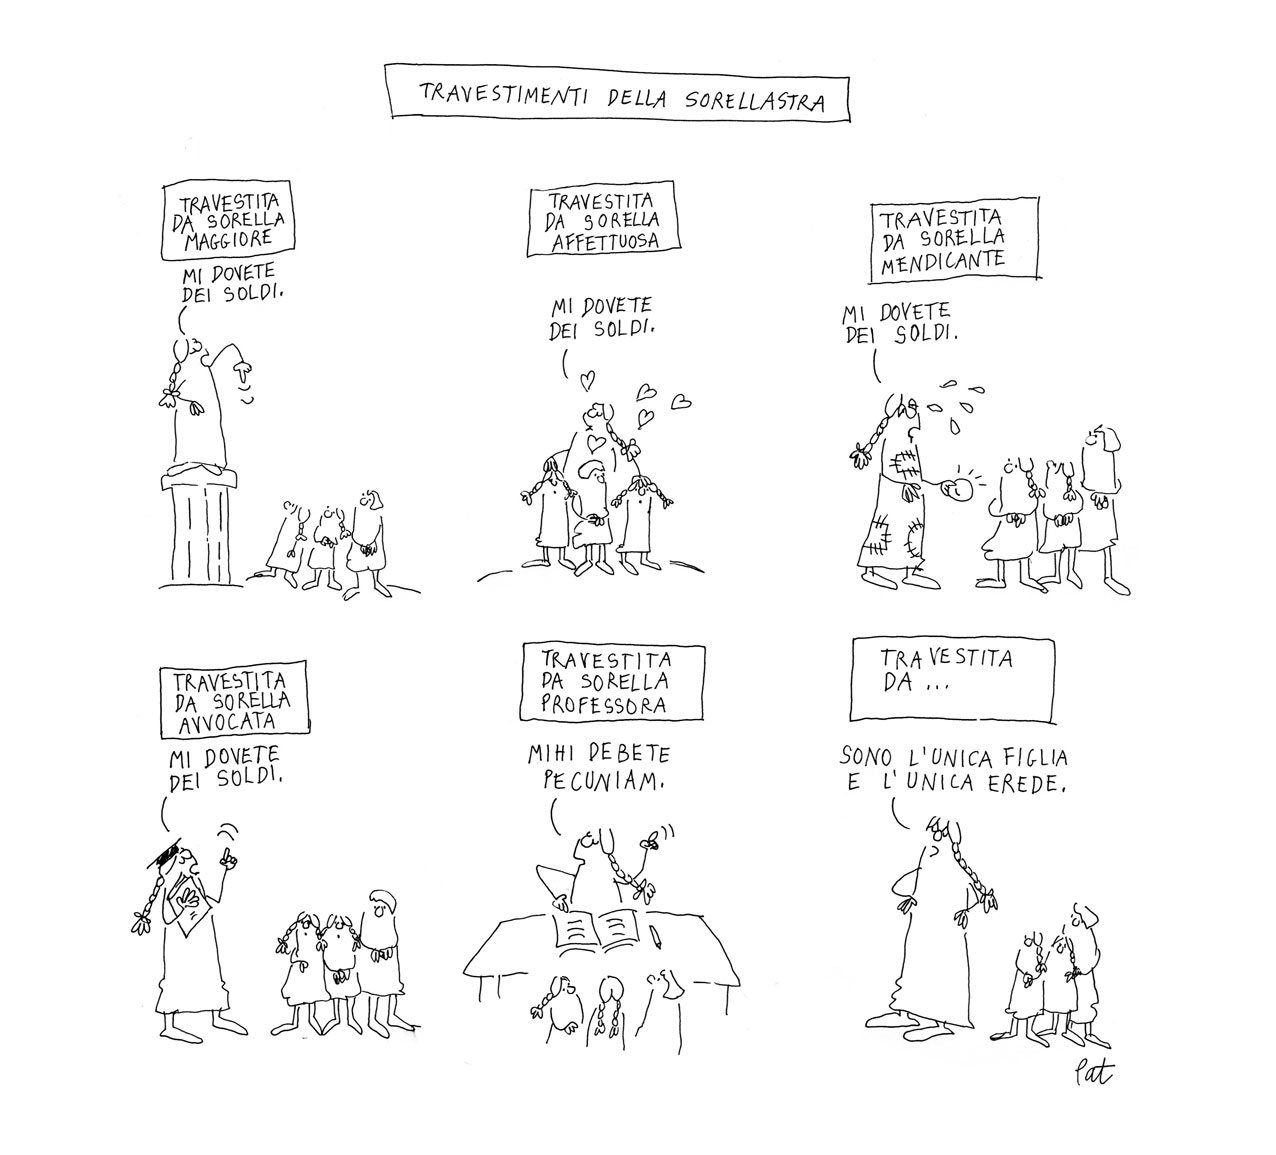 TRAVESTIMENTI DELLA SORELLASTRA
TRAVESTITA
DA SORELLA
MAGGIORE
MI DOVETE
DEI SOLDI.
TRAVESTITA
DA SORELLA
AFFETTUOSA
MI DOVETE
DEI SOLDI.
TRAVESTITA
DA SORELLA
MENDICANTE
MI DOVETE
DEI SOLDI.
TRAVESTITA
DA SORELLA
AVVOCATA
MI DOVETE
DEI SOLDI.
TRAVESTITA
DA SORELLA
PROFESSORA
MIHI DEBETE
PECUNIAM.
TRAVESTITA
DA ...
SONO L'UNICA FIGLIA
E L'UNICA EREDE.
Pat